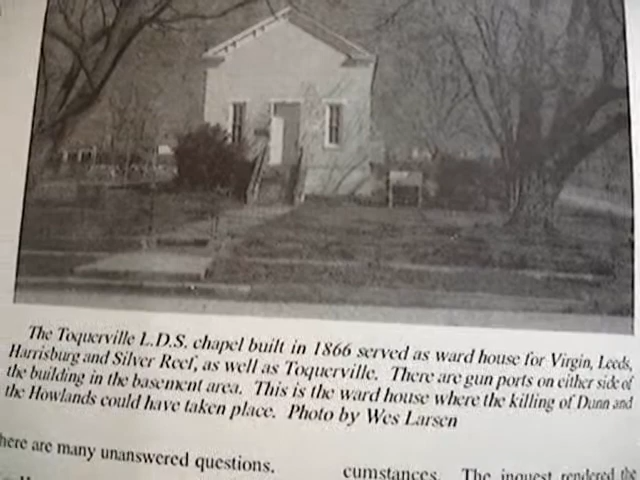 The Toquerville L.D.S. chapel built in 1866 served as ward house for Virgin, Leeds,
Harrisburg and Silver Reef, as well as Toquerville. There are gun ports on either side of
the building in the basement area. This is the ward house where the killing of Dunn and
the Howlands could have taken place. Photo by Wes Larsen
here are many unanswered questions.
cumstances. The inquest rendered the